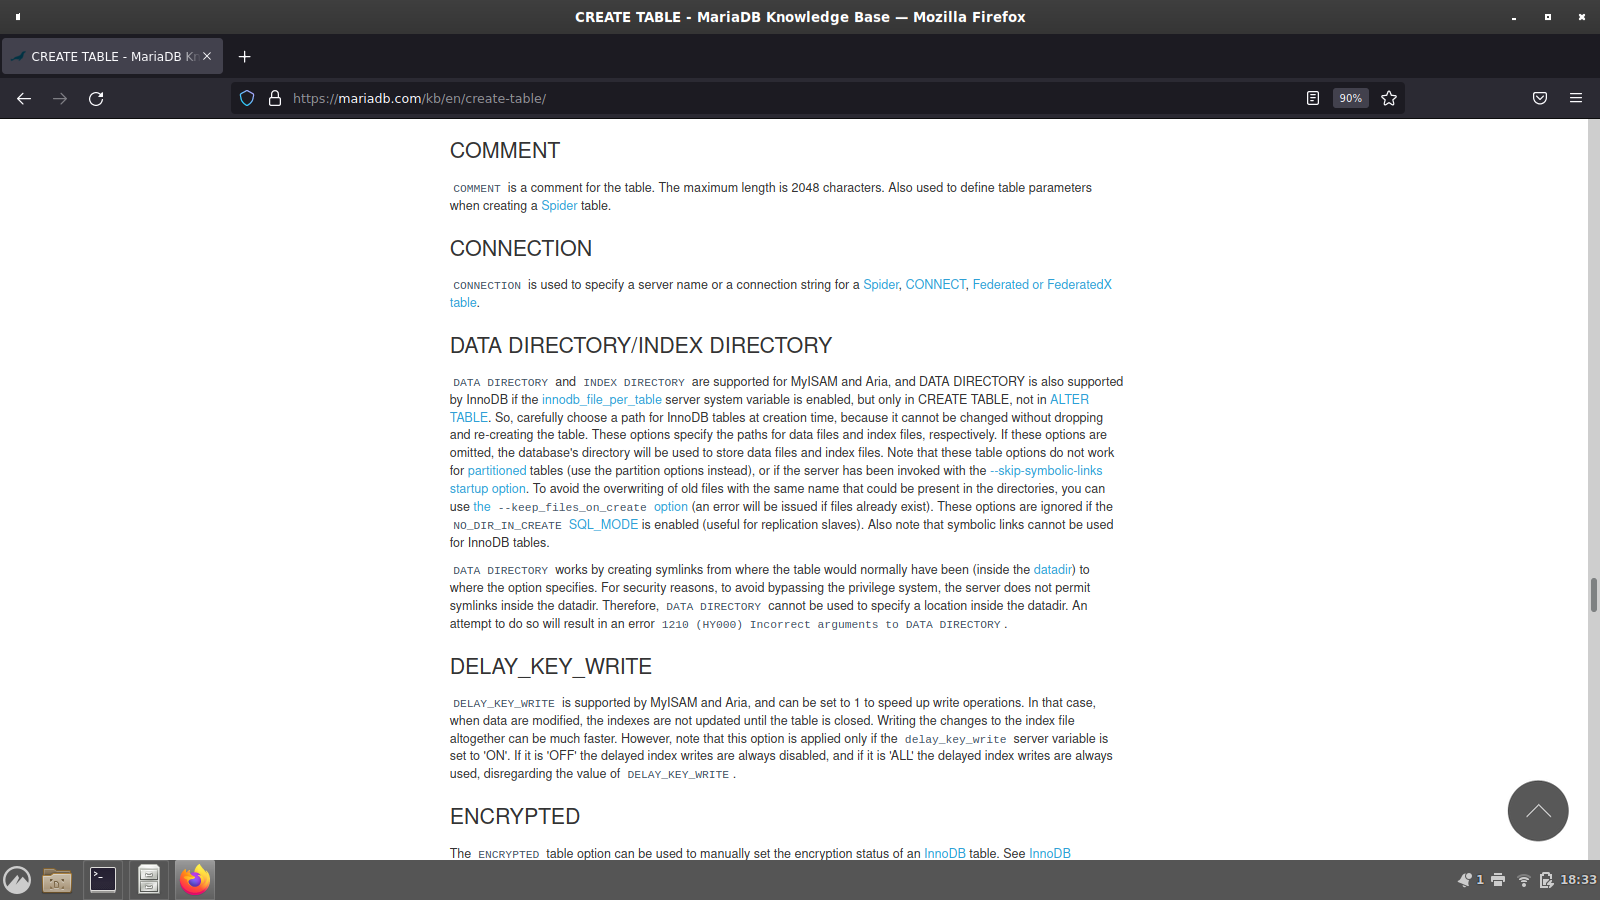 CREATE TABLE - MariaDB Knowledge Base — Mozilla Firefox
CREATE TABLE - MariaDB Kn
https://mariadb.com/kb/en/create-table/
90%
COMMENT
COMMENT is a comment for the table. The maximum length is 2048 characters. Also used to define table parameters
when creating a Spider table.
CONNECTION
CONNECTION is used to specify a server name or a connection string for a Spider, CONNECT, Federated or FederatedX
table.
DATA DIRECTORY/INDEX DIRECTORY
DATA DIRECTORY and INDEX DIRECTORY are supported for MyISAM and Aria, and DATA DIRECTORY is also supported
by InnoDB if the innodb_file_per_table server system variable is enabled, but only in CREATE TABLE, not in ALTER
TABLE. So, carefully choose a path for InnoDB tables at creation time, because it cannot be changed without dropping
and re-creating the table. These options specify the paths for data files and index files, respectively. If these options are
omitted, the database's directory will be used to store data files and index files. Note that these table options do not work
for partitioned tables (use the partition options instead), or if the server has been invoked with the --skip-symbolic-links
startup option. To avoid the overwriting of old files with the same name that could be present in the directories, you can
use the --keep_files_on_create option (an error will be issued if files already exist). These options are ignored if the
NO_DIR_IN_CREATE SQL_MODE is enabled (useful for replication slaves). Also note that symbolic links cannot be used
for InnoDB tables.
DATA DIRECTORY works by creating symlinks from where the table would normally have been (inside the datadir) to
where the option specifies. For security reasons, to avoid bypassing the privilege system, the server does not permit
symlinks inside the datadir. Therefore, DATA DIRECTORY cannot be used to specify a location inside the datadir. An
attempt to do so will result in an error 1210 (HY000) Incorrect arguments to DATA DIRECTORY.
DELAY_KEY_WRITE
DELAY_KEY_WRITE is supported by MyISAM and Aria, and can be set to 1 to speed up write operations. In that case,
when data are modified, the indexes are not updated until the table is closed. Writing the changes to the index file
altogether can be much faster. However, note that this option is applied only if the delay_key_write server variable is
set to 'ON'. If it is 'OFF' the delayed index writes are always disabled, and if it is 'ALL' the delayed index writes are always
used, disregarding the value of DELAY_KEY_WRITE.
ENCRYPTED
The ENCRYPTED table option can be used to manually set the encryption status of an InnoDB table. See InnoDB
1
18:33